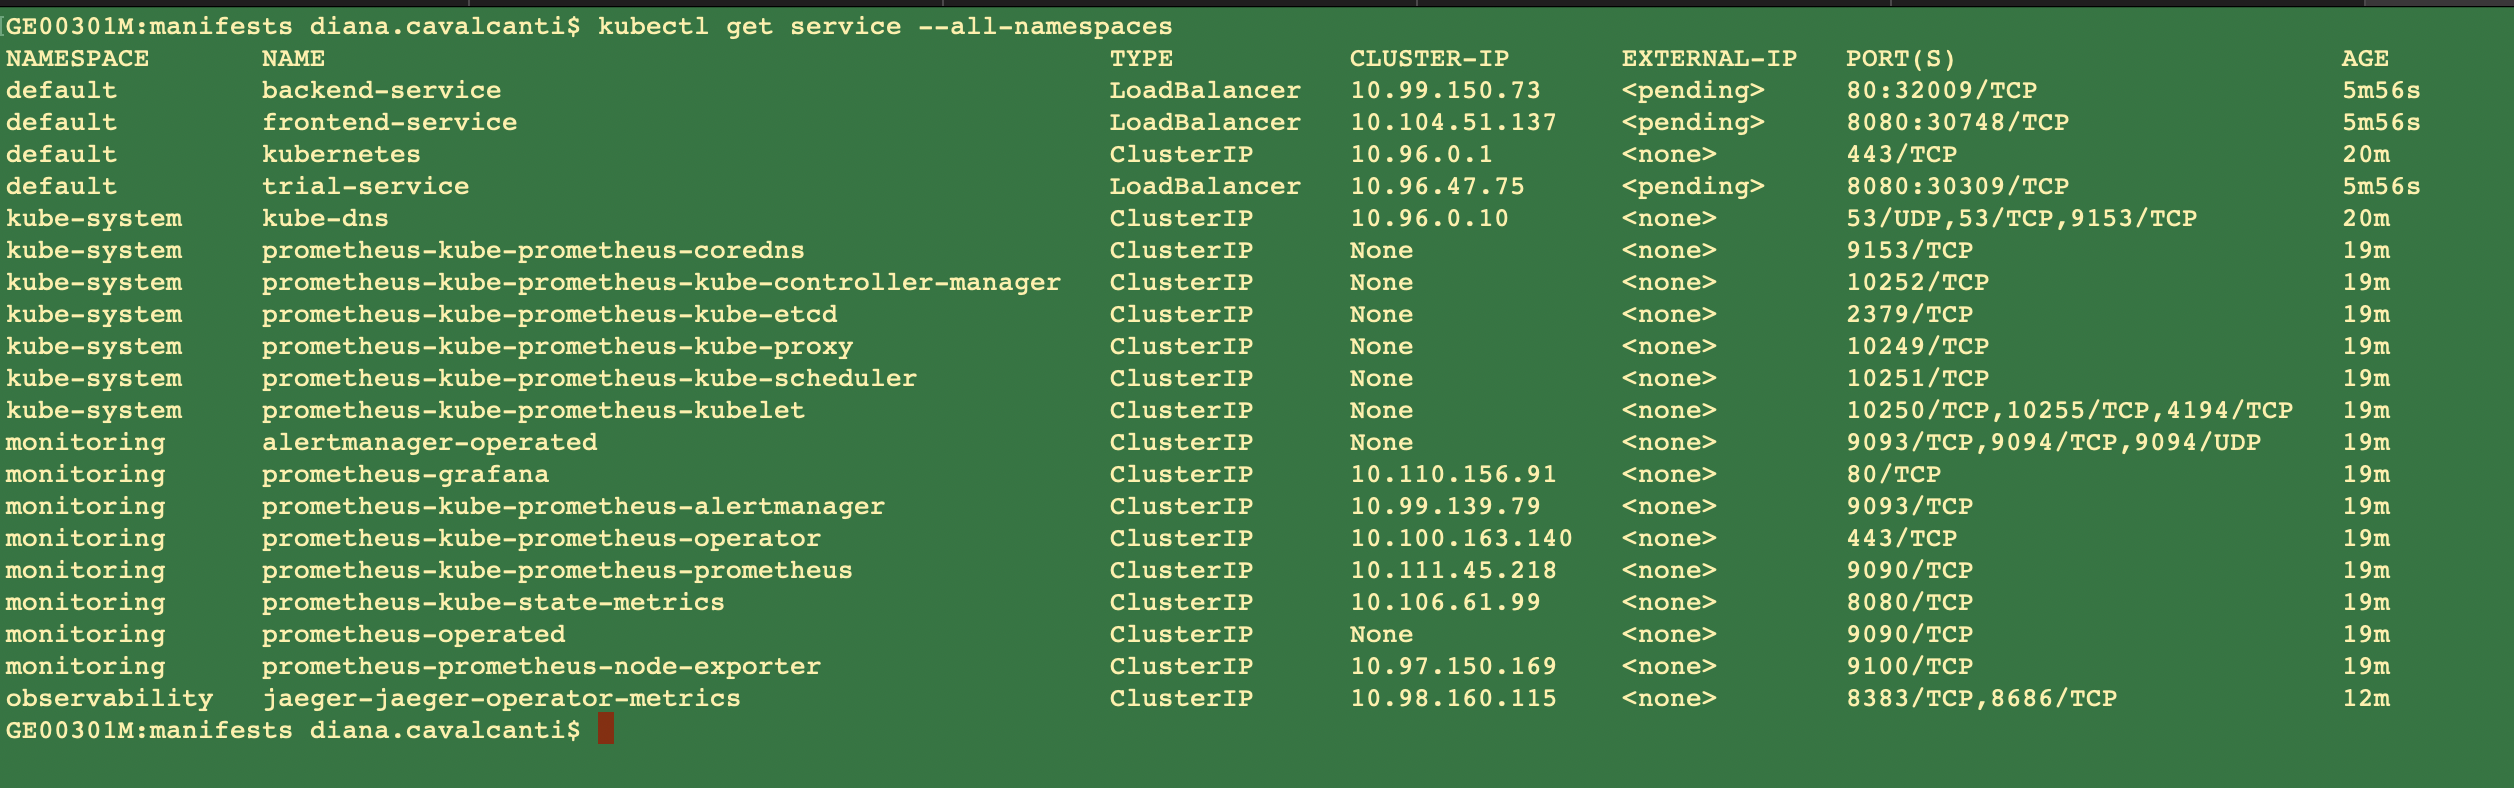 GE00301M:manifests diana.cavalcanti$ kubectl get service --all-namespaces
NAMESPACE NAME TYPE CLUSTER-IP EXTERNAL-IP PORT(S) AGE
default backend-service LoadBalancer 10.99.150.73 <pending> 80:32009/TCP 5m56s
default frontend-service LoadBalancer 10.104.51.137 <pending> 8080:30748/TCP 5m56s
default kubernetes ClusterIP 10.96.0.1 <none> 443/TCP 20m
default trial-service LoadBalancer 10.96.47.75 <pending> 8080:30309/TCP 5m56s
kube-system kube-dns ClusterIP 10.96.0.10 <none> 53/UDP,53/TCP,9153/TCP 20m
kube-system prometheus-kube-prometheus-coredns ClusterIP None <none> 9153/TCP 19m
kube-system prometheus-kube-prometheus-kube-controller-manager ClusterIP None <none> 10252/TCP 19m
kube-system prometheus-kube-prometheus-kube-etcd ClusterIP None <none> 2379/TCP 19m
kube-system prometheus-kube-prometheus-kube-proxy ClusterIP None <none> 10249/TCP 19m
kube-system prometheus-kube-prometheus-kube-scheduler ClusterIP None <none> 10251/TCP 19m
kube-system prometheus-kube-prometheus-kubelet ClusterIP None <none> 10250/TCP,10255/TCP,4194/TCP 19m
monitoring alertmanager-operated ClusterIP None <none> 9093/TCP,9094/TCP,9094/UDP 19m
monitoring prometheus-grafana ClusterIP 10.110.156.91 <none> 80/TCP 19m
monitoring prometheus-kube-prometheus-alertmanager ClusterIP 10.99.139.79 <none> 9093/TCP 19m
monitoring prometheus-kube-prometheus-operator ClusterIP 10.100.163.140 <none> 443/TCP 19m
monitoring prometheus-kube-prometheus-prometheus ClusterIP 10.111.45.218 <none> 9090/TCP 19m
monitoring prometheus-kube-state-metrics ClusterIP 10.106.61.99 <none> 8080/TCP 19m
monitoring prometheus-operated ClusterIP None <none> 9090/TCP 19m
monitoring prometheus-prometheus-node-exporter ClusterIP 10.97.150.169 <none> 9100/TCP 19m
observability jaeger-jaeger-operator-metrics ClusterIP 10.98.160.115 <none> 8383/TCP,8686/TCP 12m
GE00301M:manifests diana.cavalcanti$